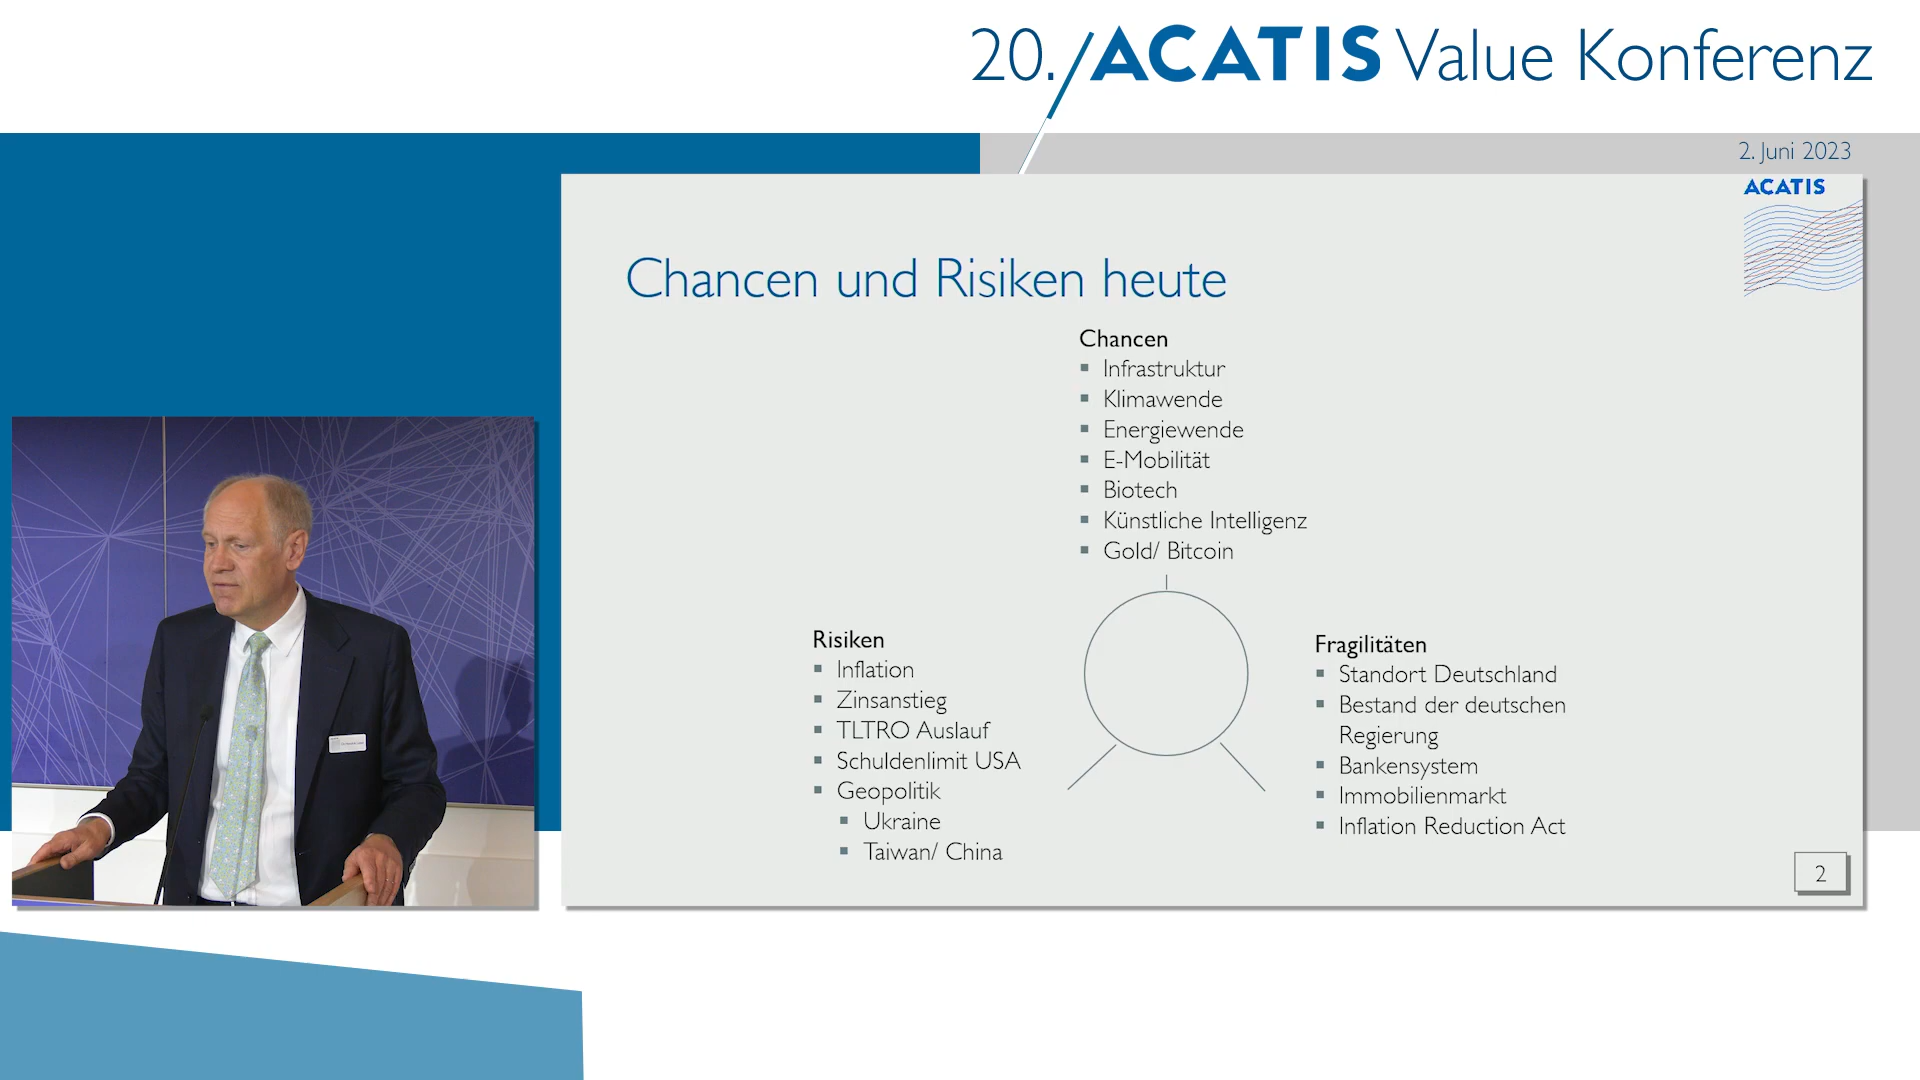 20. ACATIS Value Konferenz
2. Juni 2023
ACATIS
Chancen und Risiken heute
Chancen
Infrastruktur
Klimawende
Energiewende
E-Mobilität
Biotech
Künstliche Intelligenz
Gold/ Bitcoin
Risiken
Inflation
Zinsanstieg
TLTRO Auslauf
Schuldenlimit USA
Geopolitik
Ukraine
Taiwan/ China
Fragilitäten
Standort Deutschland
Bestand der deutschen
Regierung
Bankensystem
Immobilienmarkt
Inflation Reduction Act
2